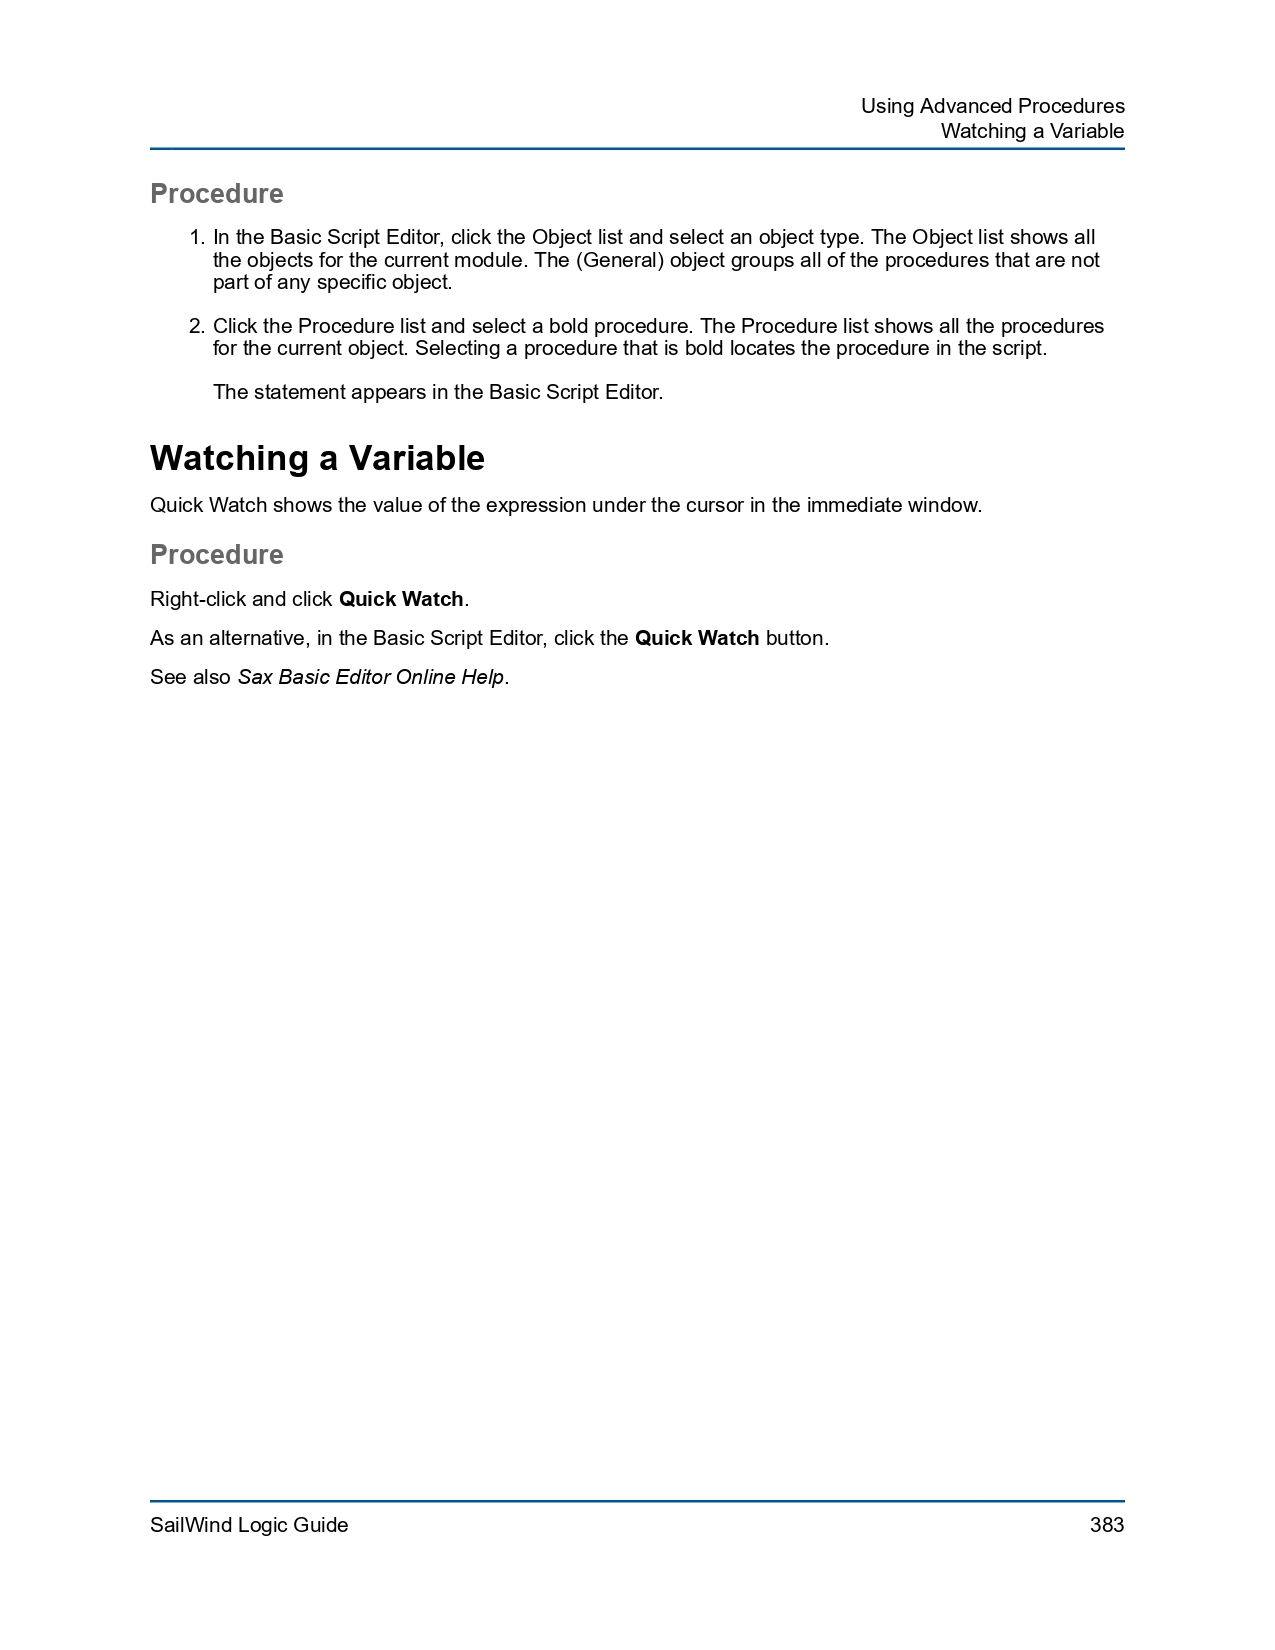 Using Advanced Procedures
Watching a Variable
Procedure
1. In the Basic Script Editor, click the Object list and select an object type. The Object list shows all
the objects for the current module. The (General) object groups all of the procedures that are not
part of any specific object.
2. Click the Procedure list and select a bold procedure. The Procedure list shows all the procedures
for the current object. Selecting a procedure that is bold locates the procedure in the script.
The statement appears in the Basic Script Editor.
Watching a Variable
Quick Watch shows the value of the expression under the cursor in the immediate window.
Procedure
Right-click and click Quick Watch.
As an alternative, in the Basic Script Editor, click the Quick Watch button.
See also Sax Basic Editor Online Help.
SailWind Logic Guide 383